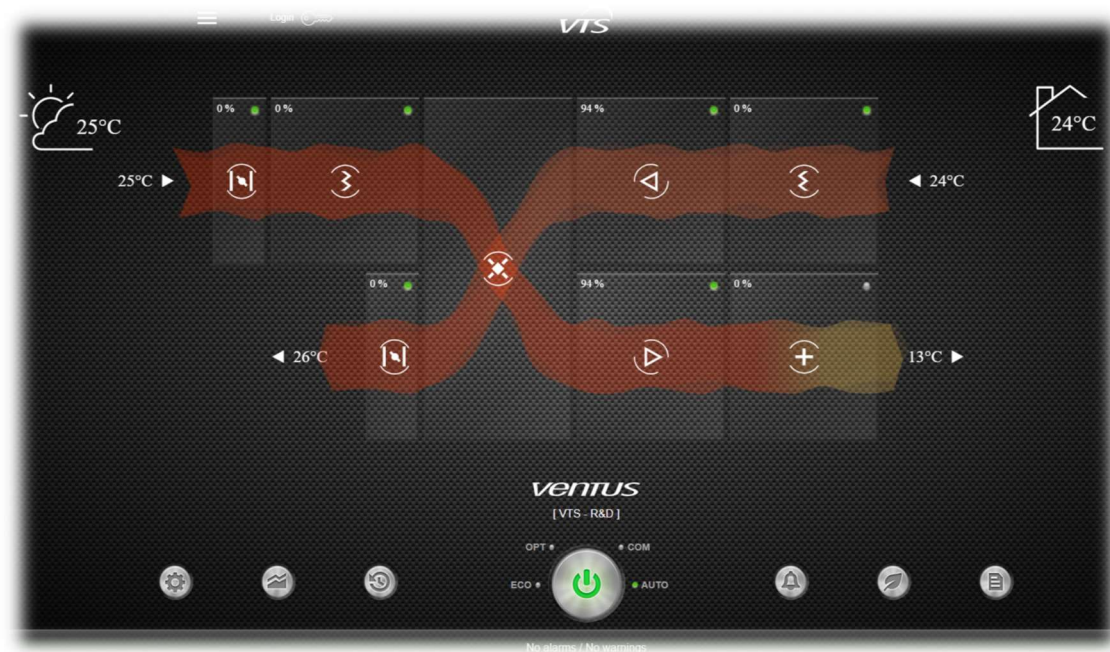 Login
VTS
25°C
24°C
0 %
0 %
94 %
0 %
25°C
24°C
0 %
94 %
0 %
26°C
13°C
VENTUS
[ VTS - R&D ]
OPT
COM
ECO
AUTO
No alarms / No warnings